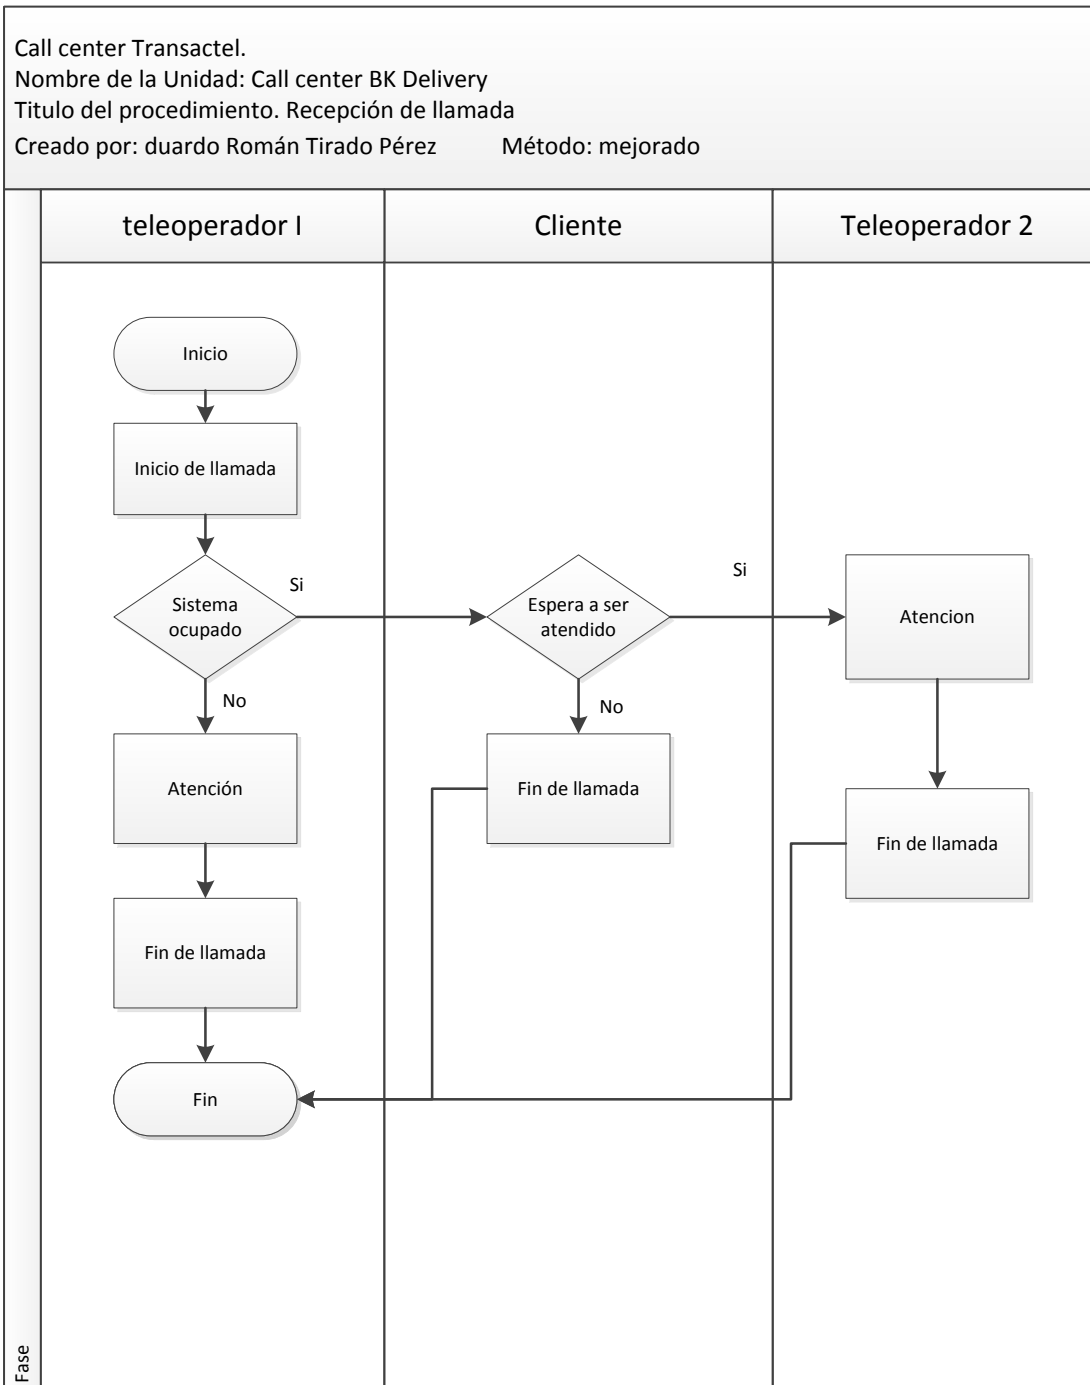 Call center Transactel.
Nombre de la Unidad: Call center BK Delivery
Titulo del procedimiento. Recepción de llamada
Creado por: duardo Román Tirado Pérez Método: mejorado
teleoperador I
Cliente
Teleoperador 2
Inicio
Inicio de llamada
Sistema
ocupado
Si
Espera a ser
atendido
Si
Atencion
No
No
Atención
Fin de llamada
Fin de llamada
Fin de llamada
Fin
Fase